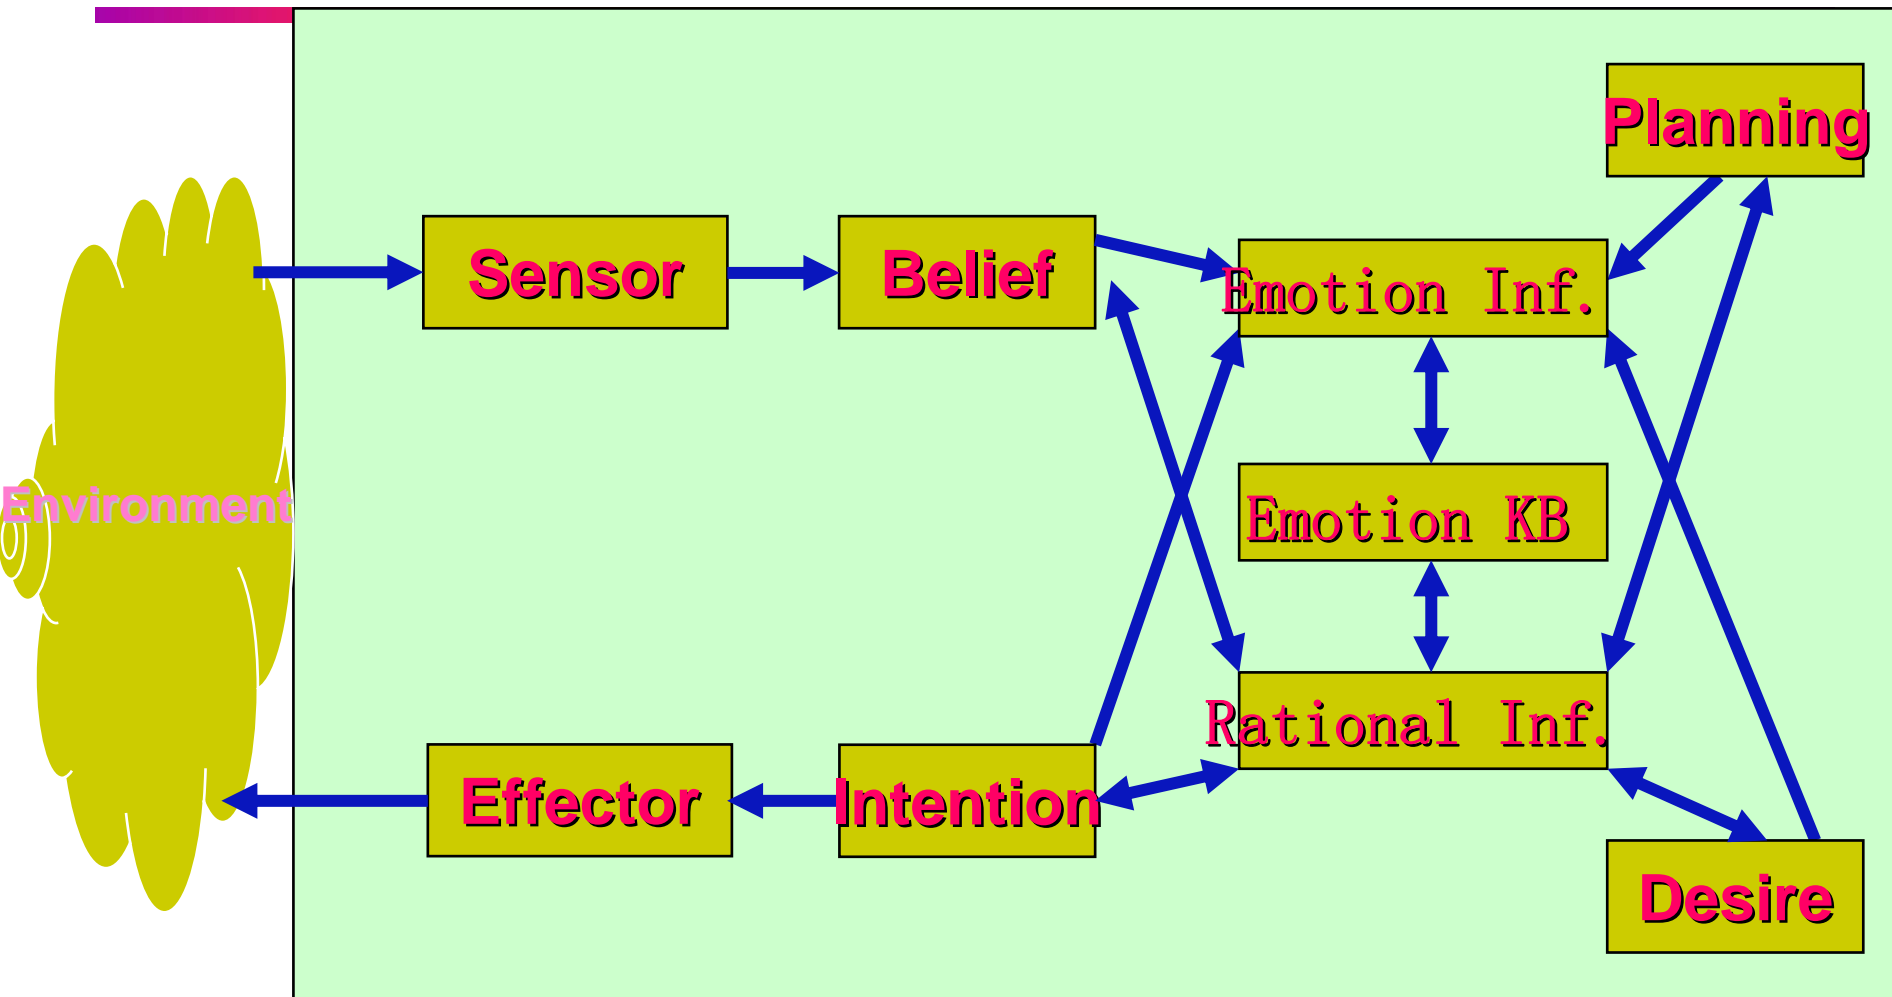 Planning
Sensor
Belief
Emotion Inf.
Environment
Emotion KB
Rational Inf.
Effector
Intention
Desire